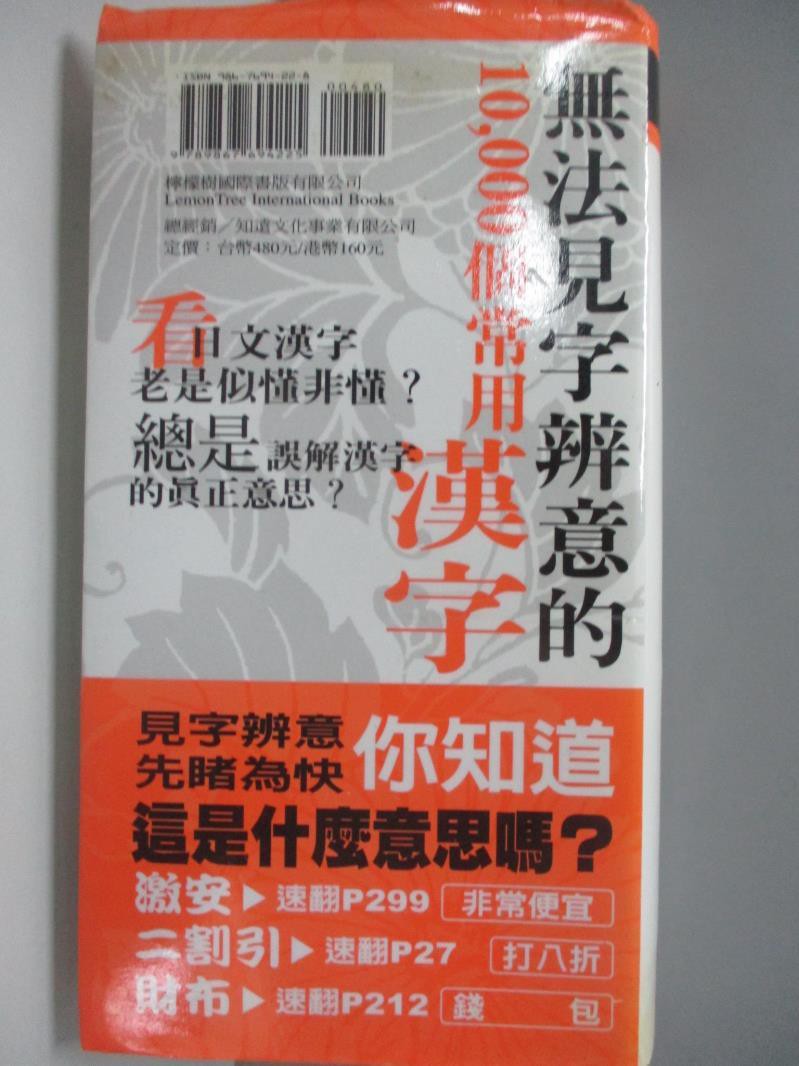 無法見字辨意的
10,000個常用漢字
ISBN 986-7694-22-8
00480
9 789867 694225
檸檬樹國際書版有限公司
LemonTree International Books
總經銷／知遠文化事業有限公司
定價：台幣480元/港幣160元
看日文漢字
老是似懂非懂？
總是誤解漢字
的真正意思？
見字辨意
先睹為快
你知道
這是什麼意思嗎？
激安▶速翻P299 非常便宜
二割引▶速翻P27 打八折
財布▶速翻P212 錢包